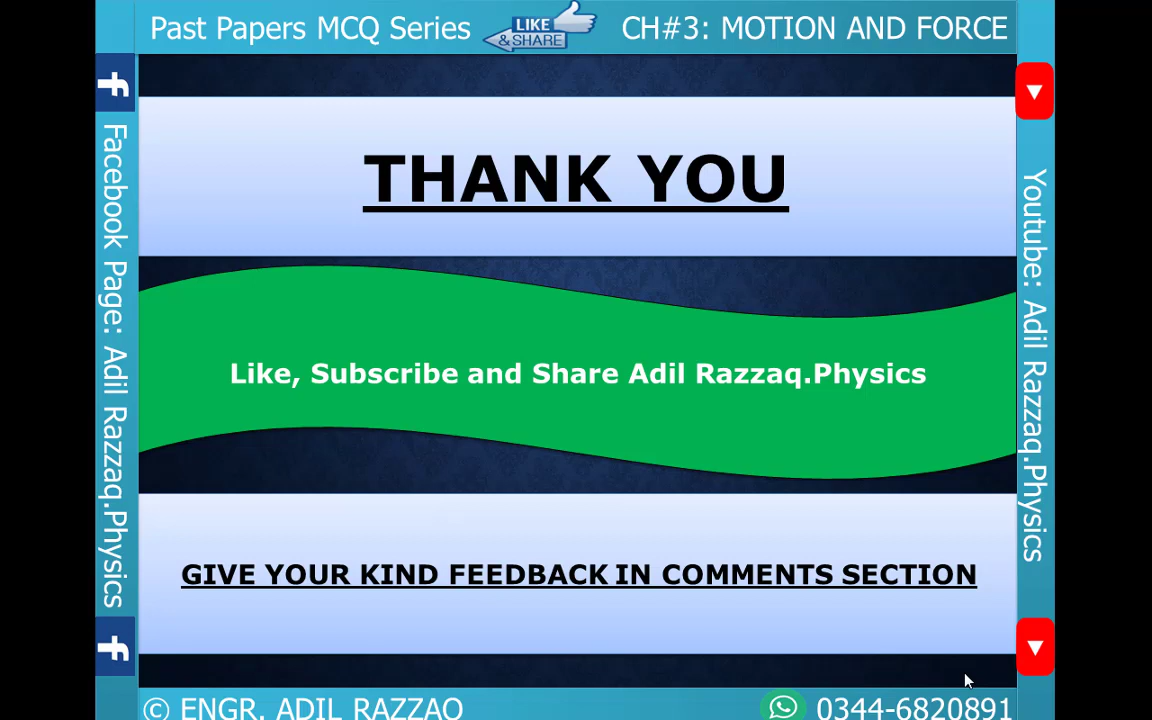 Past Papers MCQ Series
LIKE
& SHARE
CH#3: MOTION AND FORCE
Facebook Page: Adil Razzaq.Physics
THANK YOU
Like, Subscribe and Share Adil Razzaq.Physics
GIVE YOUR KIND FEEDBACK IN COMMENTS SECTION
Youtube: Adil Razzaq.Physics
© ENGR. ADIL RAZZAQ
0344-6820891